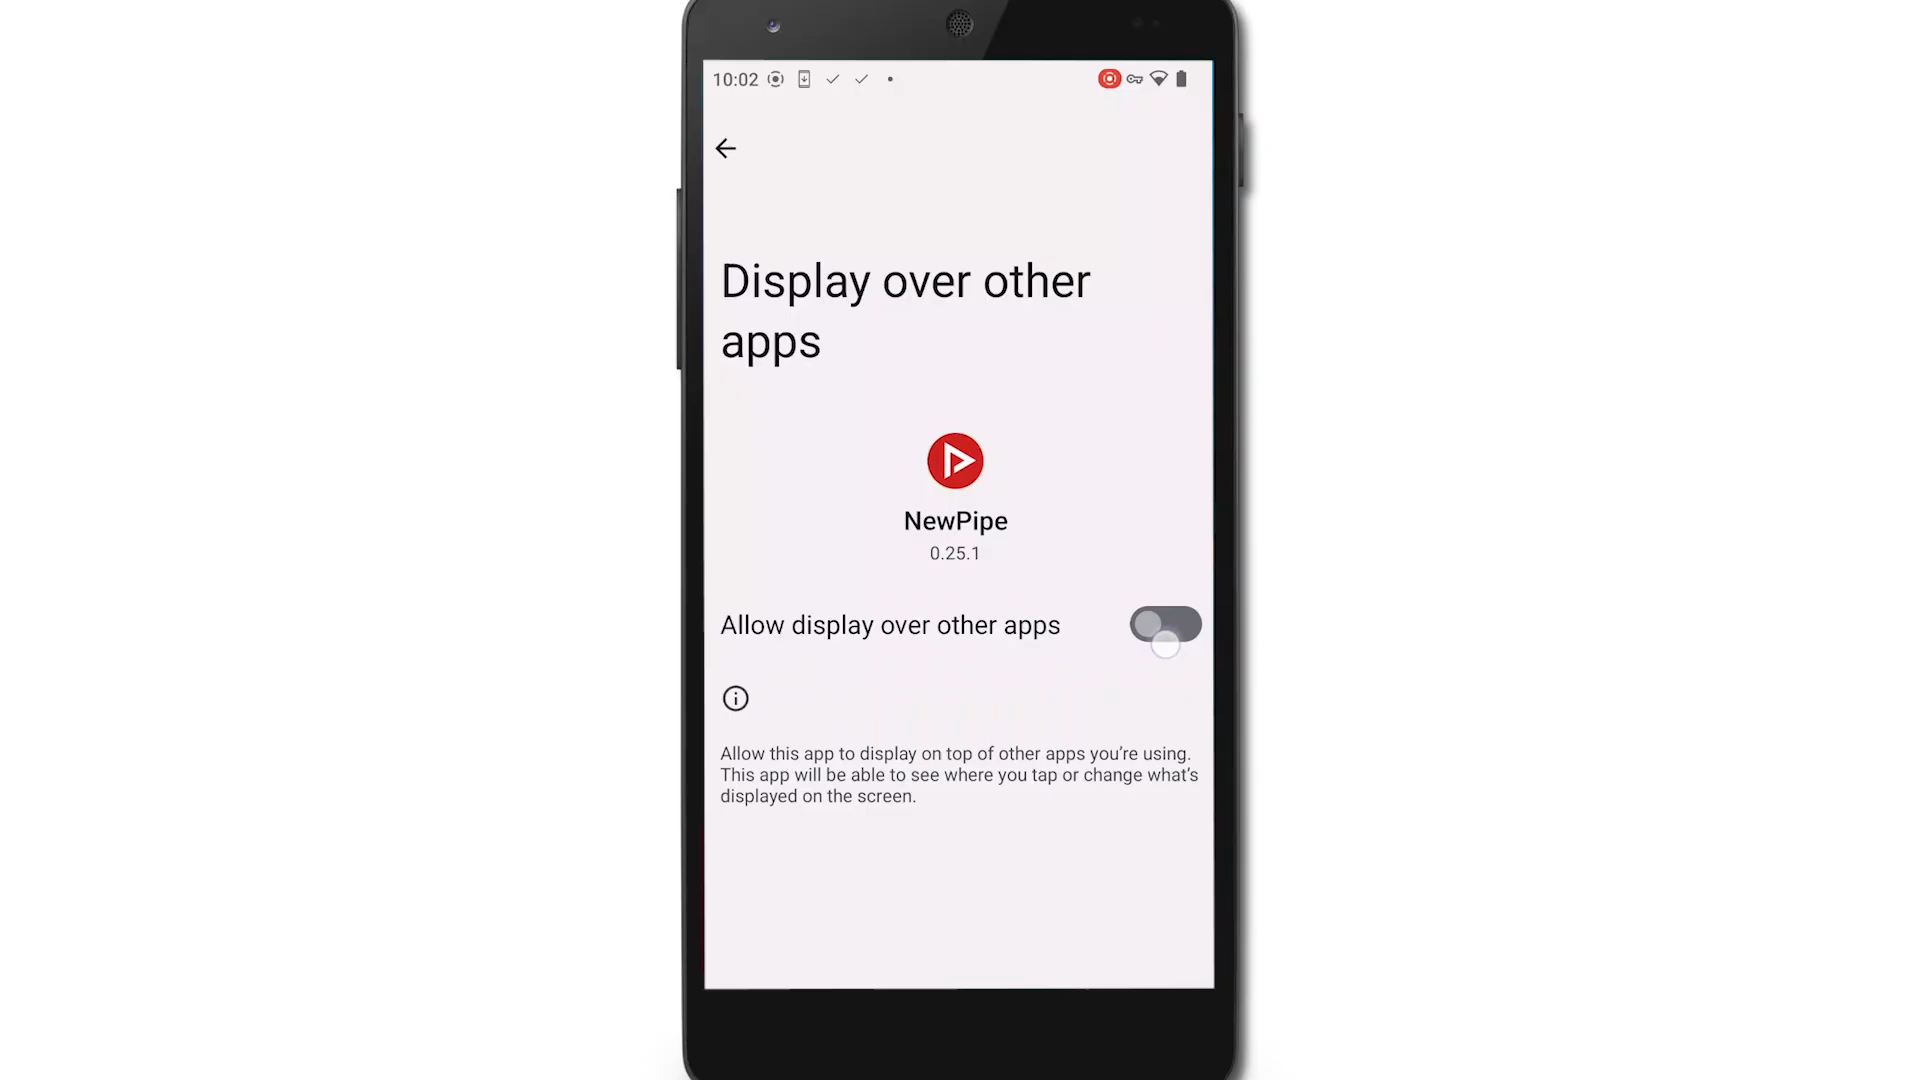 10:02
Display over other
apps
NewPipe
0.25.1
Allow display over other apps
Allow this app to display on top of other apps you’re using.
This app will be able to see where you tap or change what’s
displayed on the screen.